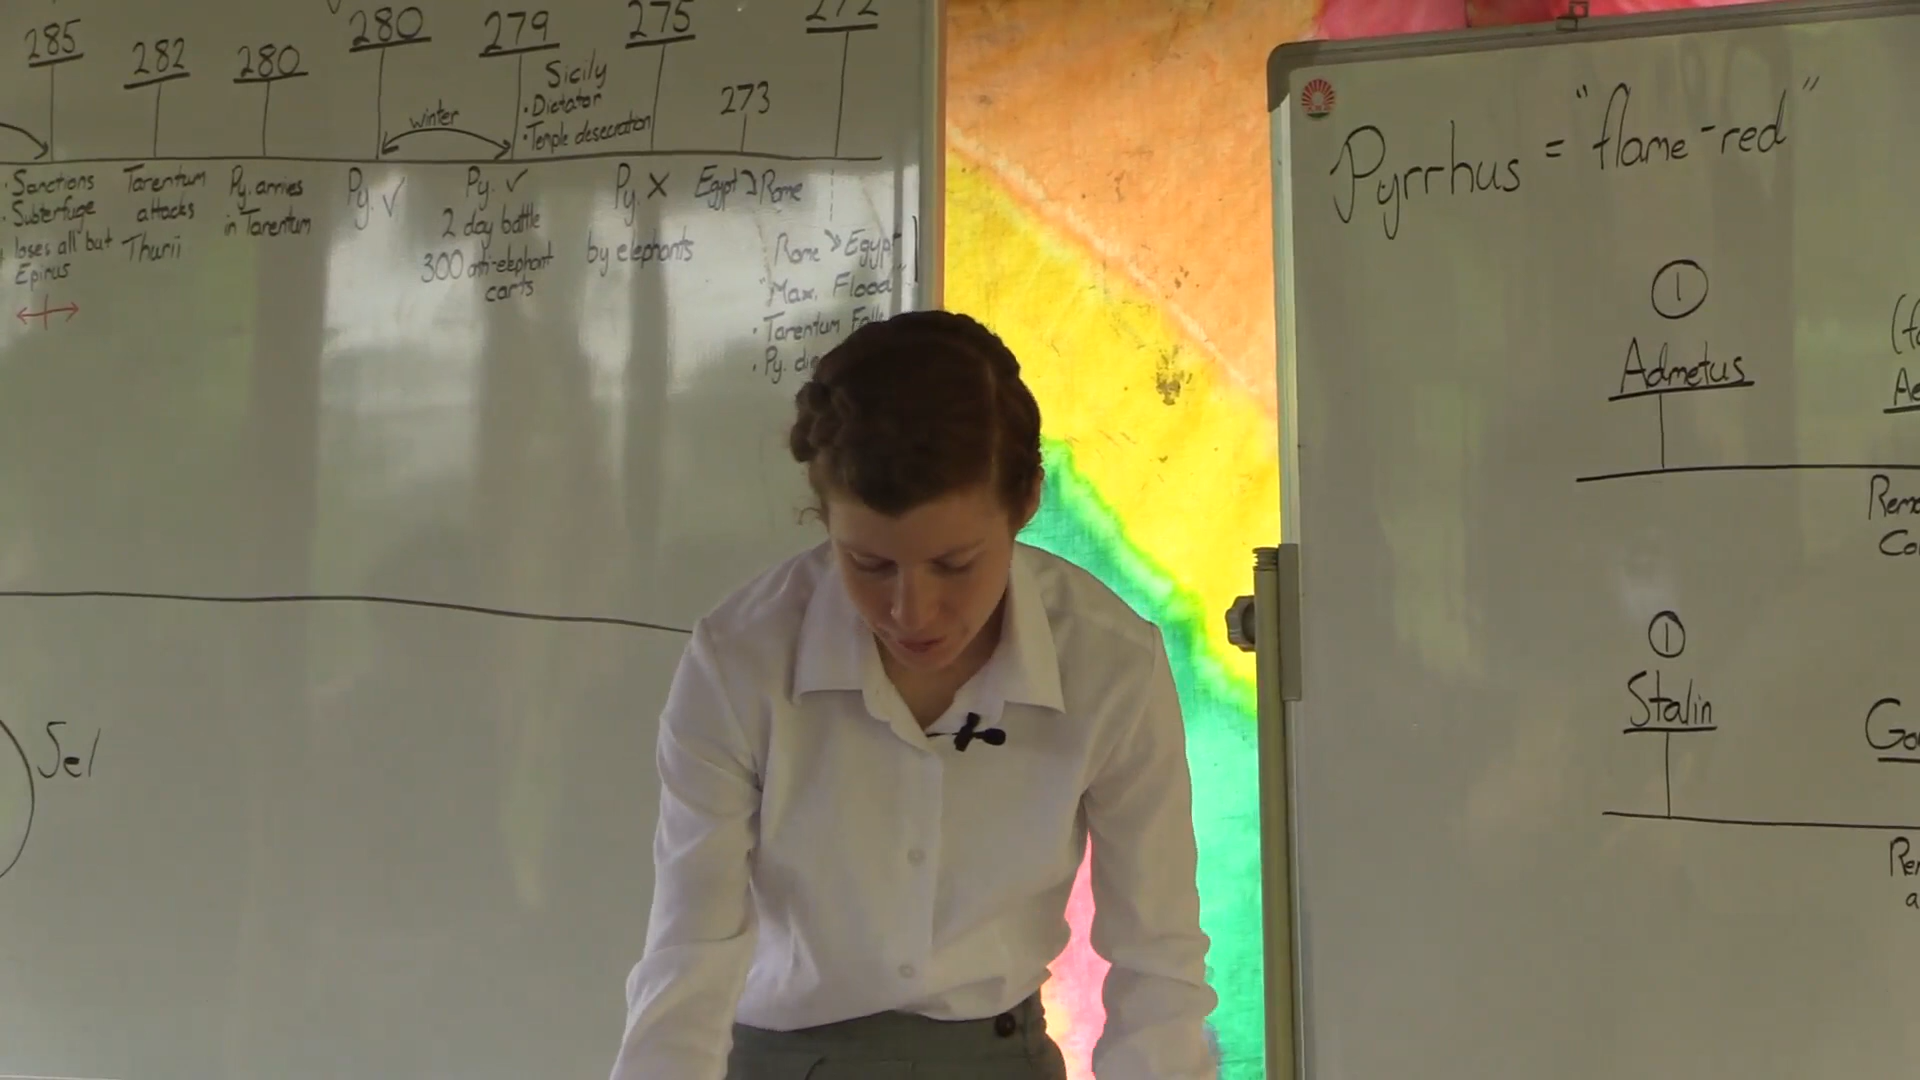 285
282
280
280
279
275
272
273
winter
Sicily
• Dictator
• Temple desecration
• Sanctions
• Subterfuge
loses all but
Epirus
Tarentum
attacks
Thurii
Py. arrives
in Tarentum
Py. ✓
Py. ✓
2 day battle
300 anti-elephant
carts
Py. X
by elephants
Egypt Rome
Rome Egypt
"Max. Flood"
• Tarentum Falls
• Py.
Sel
Pyrrhus = "flame-red"
①
Admetus
①
Stalin